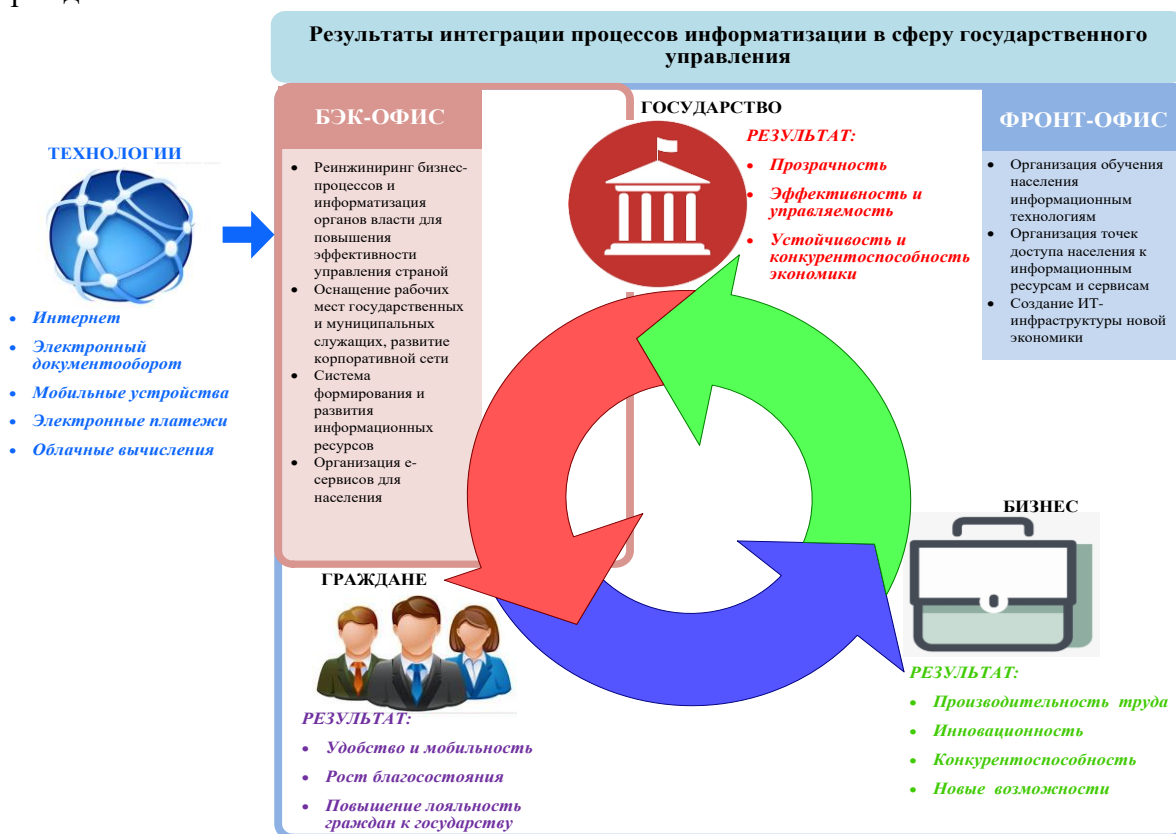 Результаты интеграции процессов информатизации в сферу государственного
управления
ТЕХНОЛОГИИ
• Интернет
• Электронный
документооборот
• Мобильные устройства
• Электронные платежи
• Облачные вычисления
БЭК-ОФИС
• Реинжиниринг бизнес-
процессов и
информатизация
органов власти для
повышения
эффективности
управления страной
• Оснащение рабочих
мест государственных
и муниципальных
служащих, развитие
корпоративной сети
• Система
формирования и
развития
информационных
ресурсов
• Организация е-
сервисов для
населения
ГОСУДАРСТВО
РЕЗУЛЬТАТ:
• Прозрачность
• Эффективность и
управляемость
• Устойчивость и
конкурентоспособность
экономики
ФРОНТ-ОФИС
• Организация обучения
населения
информационным
технологиям
• Организация точек
доступа населения к
информационным
ресурсам и сервисам
• Создание ИТ-
инфраструктуры новой
экономики
ГРАЖДАНЕ
РЕЗУЛЬТАТ:
• Удобство и мобильность
• Рост благосостояния
• Повышение лояльность
граждан к государству
БИЗНЕС
РЕЗУЛЬТАТ:
• Производительность труда
• Инновационность
• Конкурентоспособность
• Новые возможности